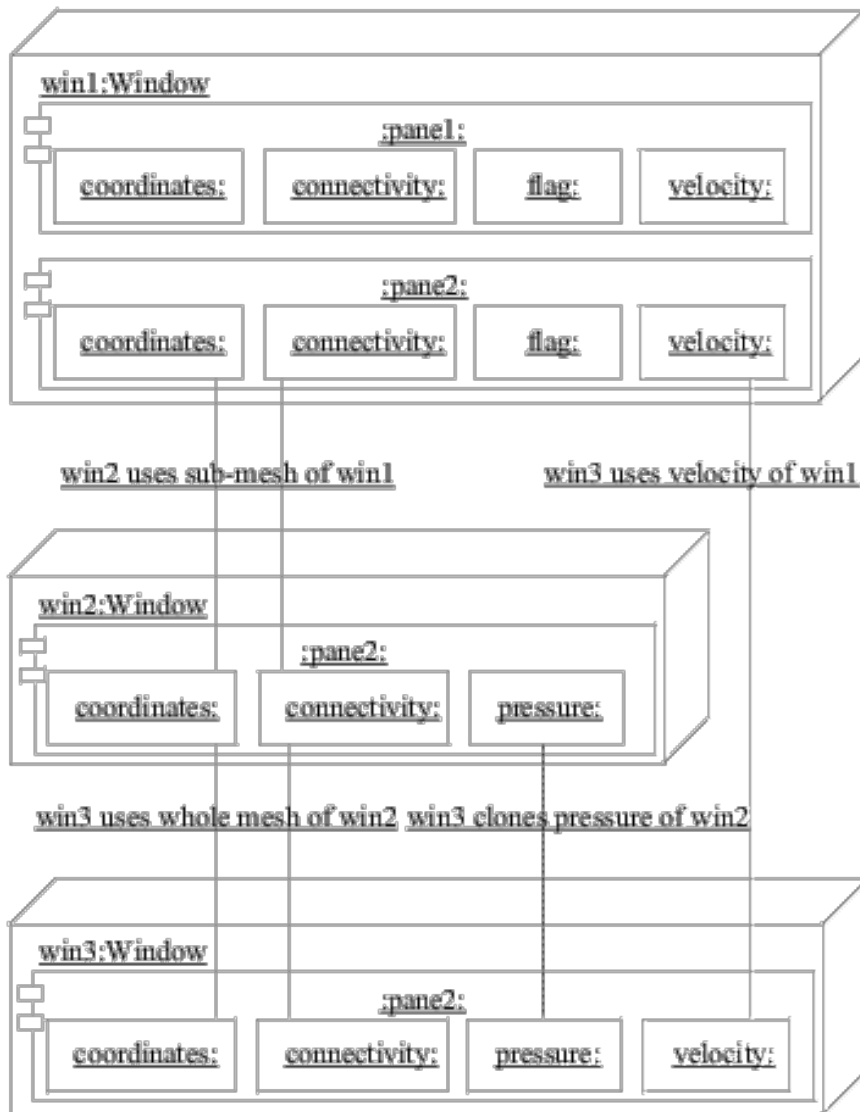 win1:Window
:pane1:
coordinates: connectivity: flag: velocity:
:pane2:
coordinates: connectivity: flag: velocity:
win2 uses sub-mesh of win1 win3 uses velocity of win1
win2:Window
:pane2:
coordinates: connectivity: pressure:
win3 uses whole mesh of win2 win3 clones pressure of win2
win3:Window
:pane2:
coordinates: connectivity: pressure: velocity: